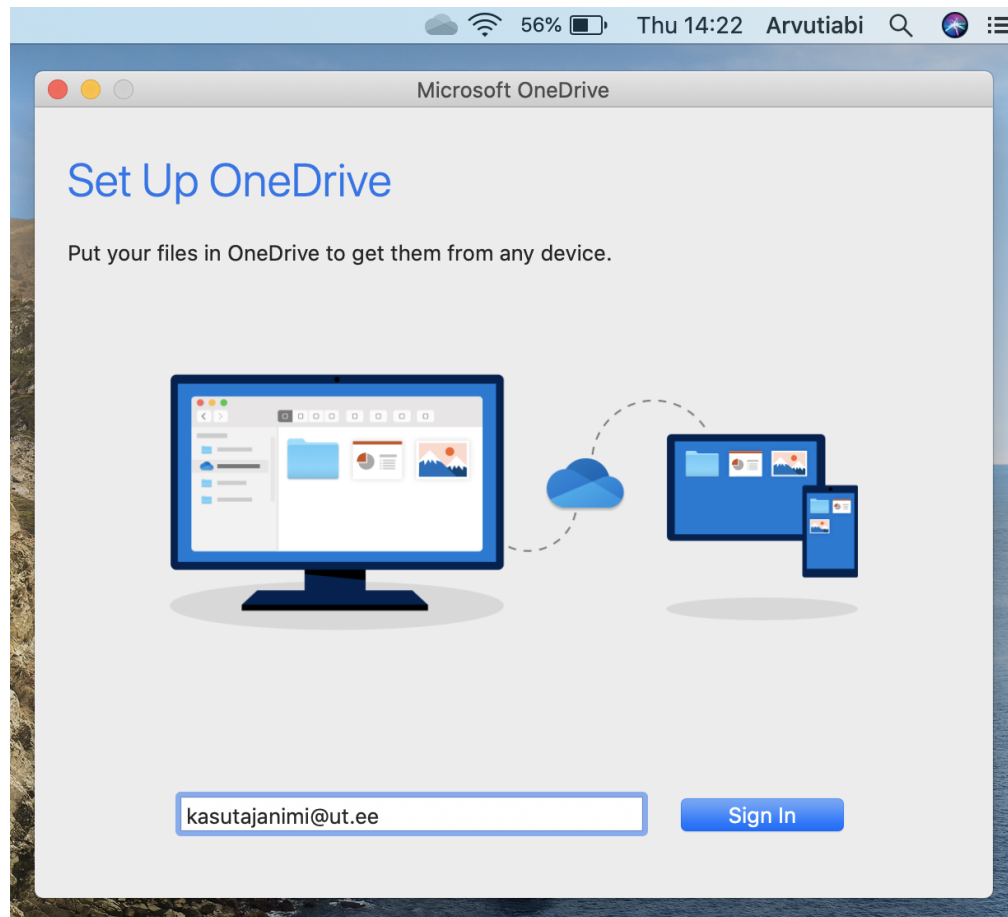 56% Thu 14:22 Arvutiabi
Microsoft OneDrive
Set Up OneDrive
Put your files in OneDrive to get them from any device.
kasutajanimi@ut.ee
Sign In